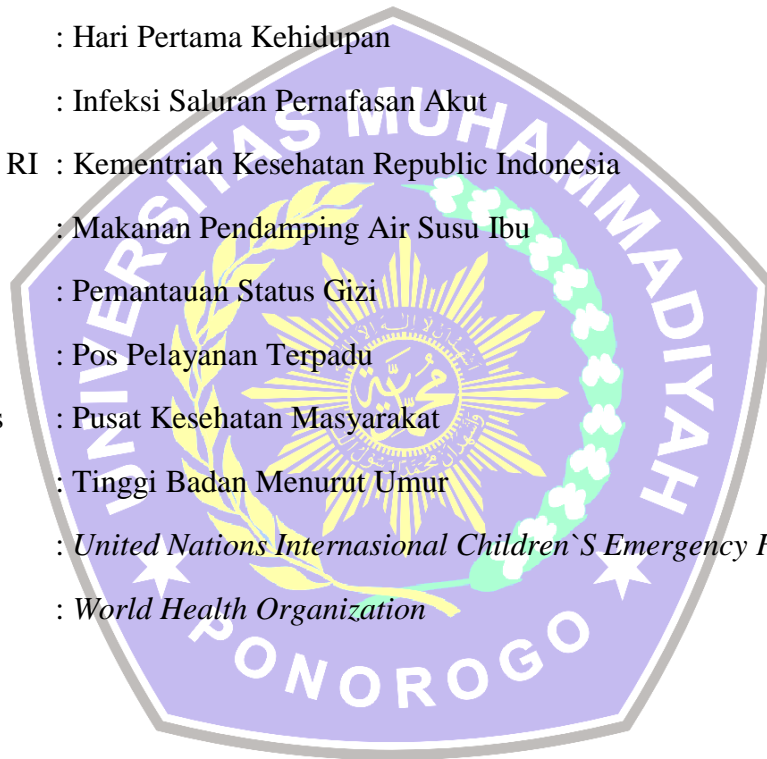 : Hari Pertama Kehidupan
: Infeksi Saluran Pernafasan Akut
RI : Kementrian Kesehatan Republic Indonesia
: Makanan Pendamping Air Susu Ibu
: Pemantauan Status Gizi
: Pos Pelayanan Terpadu
s : Pusat Kesehatan Masyarakat
: Tinggi Badan Menurut Umur
: United Nations Internasional Children`S Emergency F
: World Health Organization
UNIVERSITAS MUHAMMADIYAH
PONOROGO
محمدية